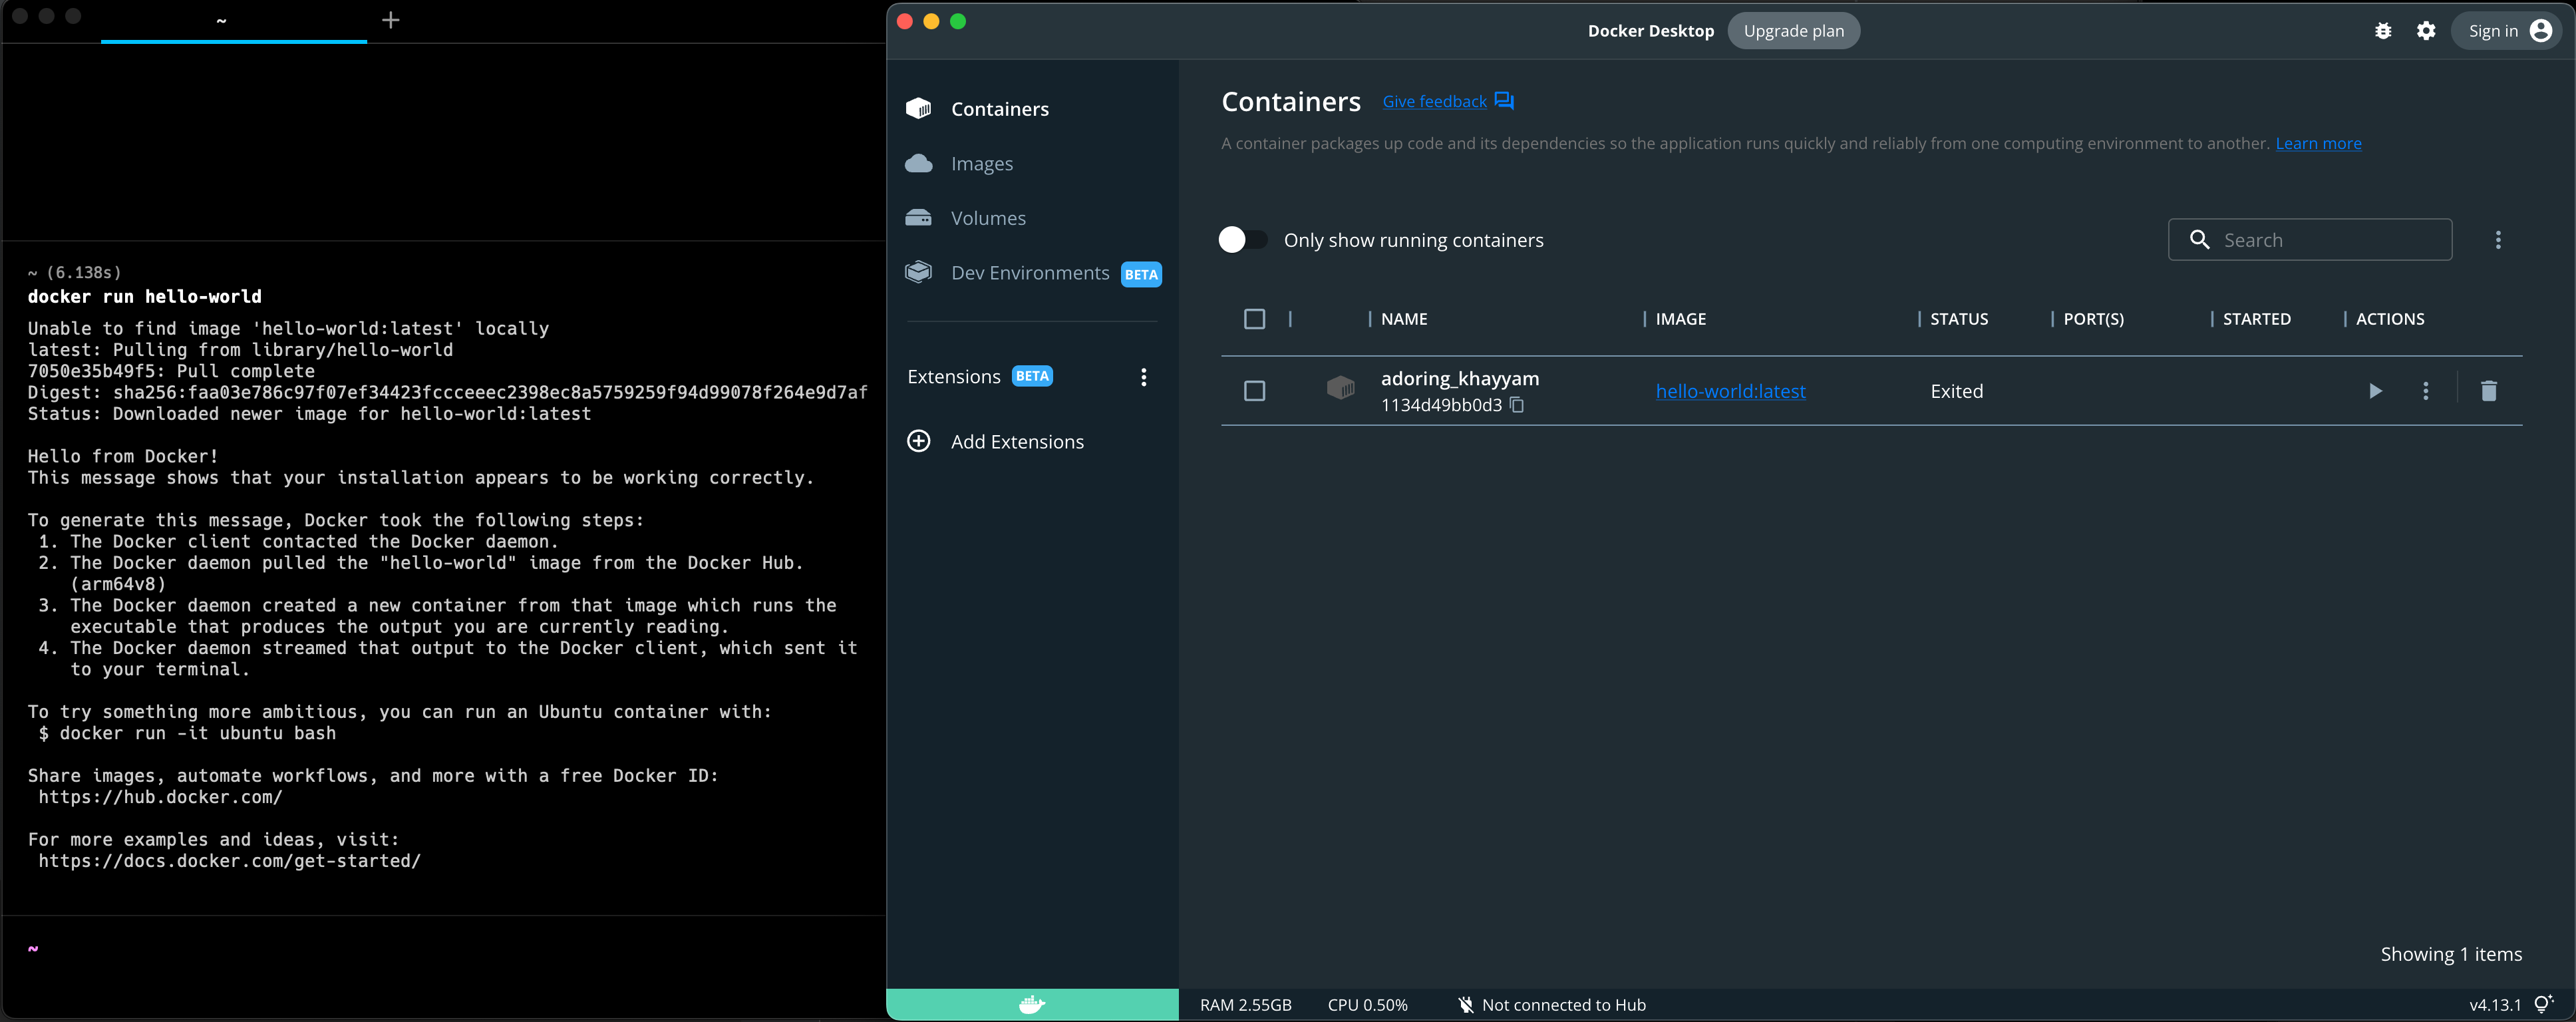 ~
~ (6.138s)
docker run hello-world
Unable to find image 'hello-world:latest' locally
latest: Pulling from library/hello-world
7050e35b49f5: Pull complete
Digest: sha256:faa03e786c97f07ef34423fccceeec2398ec8a5759259f94d99078f264e9d7af
Status: Downloaded newer image for hello-world:latest
Hello from Docker!
This message shows that your installation appears to be working correctly.
To generate this message, Docker took the following steps:
1. The Docker client contacted the Docker daemon.
2. The Docker daemon pulled the "hello-world" image from the Docker Hub.
(arm64v8)
3. The Docker daemon created a new container from that image which runs the
executable that produces the output you are currently reading.
4. The Docker daemon streamed that output to the Docker client, which sent it
to your terminal.
To try something more ambitious, you can run an Ubuntu container with:
$ docker run -it ubuntu bash
Share images, automate workflows, and more with a free Docker ID:
https://hub.docker.com/
For more examples and ideas, visit:
https://docs.docker.com/get-started/
~
Docker Desktop Upgrade plan
Sign in
Containers
Images
Volumes
Dev Environments BETA
Extensions BETA
Add Extensions
Containers Give feedback
A container packages up code and its dependencies so the application runs quickly and reliably from one computing environment to another. Learn more
Only show running containers
Search
NAME IMAGE STATUS PORT(S) STARTED ACTIONS
adoring_khayyam
1134d49bb0d3
hello-world:latest
Exited
Showing 1 items
RAM 2.55GB CPU 0.50% Not connected to Hub
v4.13.1